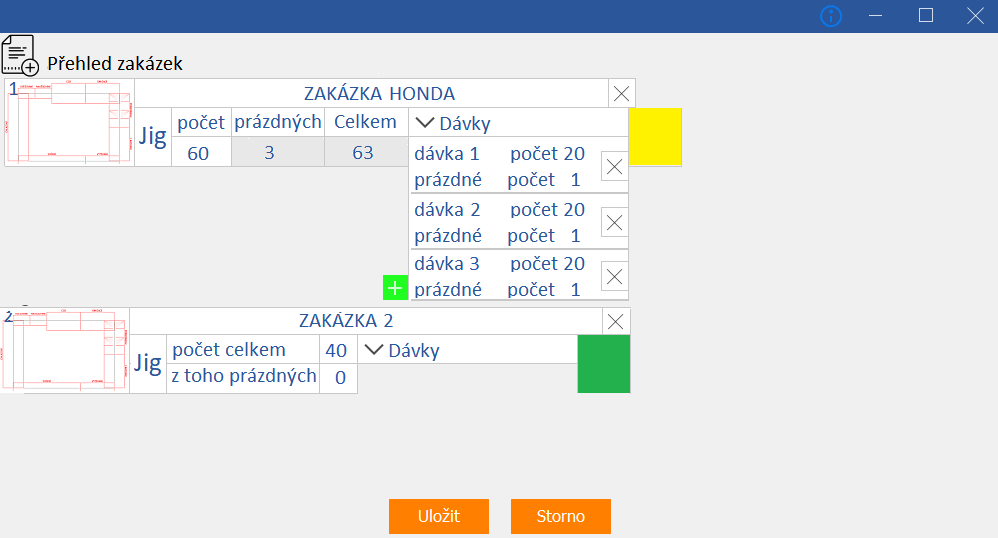 Přehled zakázek
1
ZAKÁZKA HONDA
Jig
počet prázdných Celkem
60 3 63
Dávky
dávka 1 počet 20
prázdné počet 1
dávka 2 počet 20
prázdné počet 1
dávka 3 počet 20
prázdné počet 1
2
ZAKÁZKA 2
Jig
počet celkem 40
z toho prázdných 0
Dávky
Uložit Storno